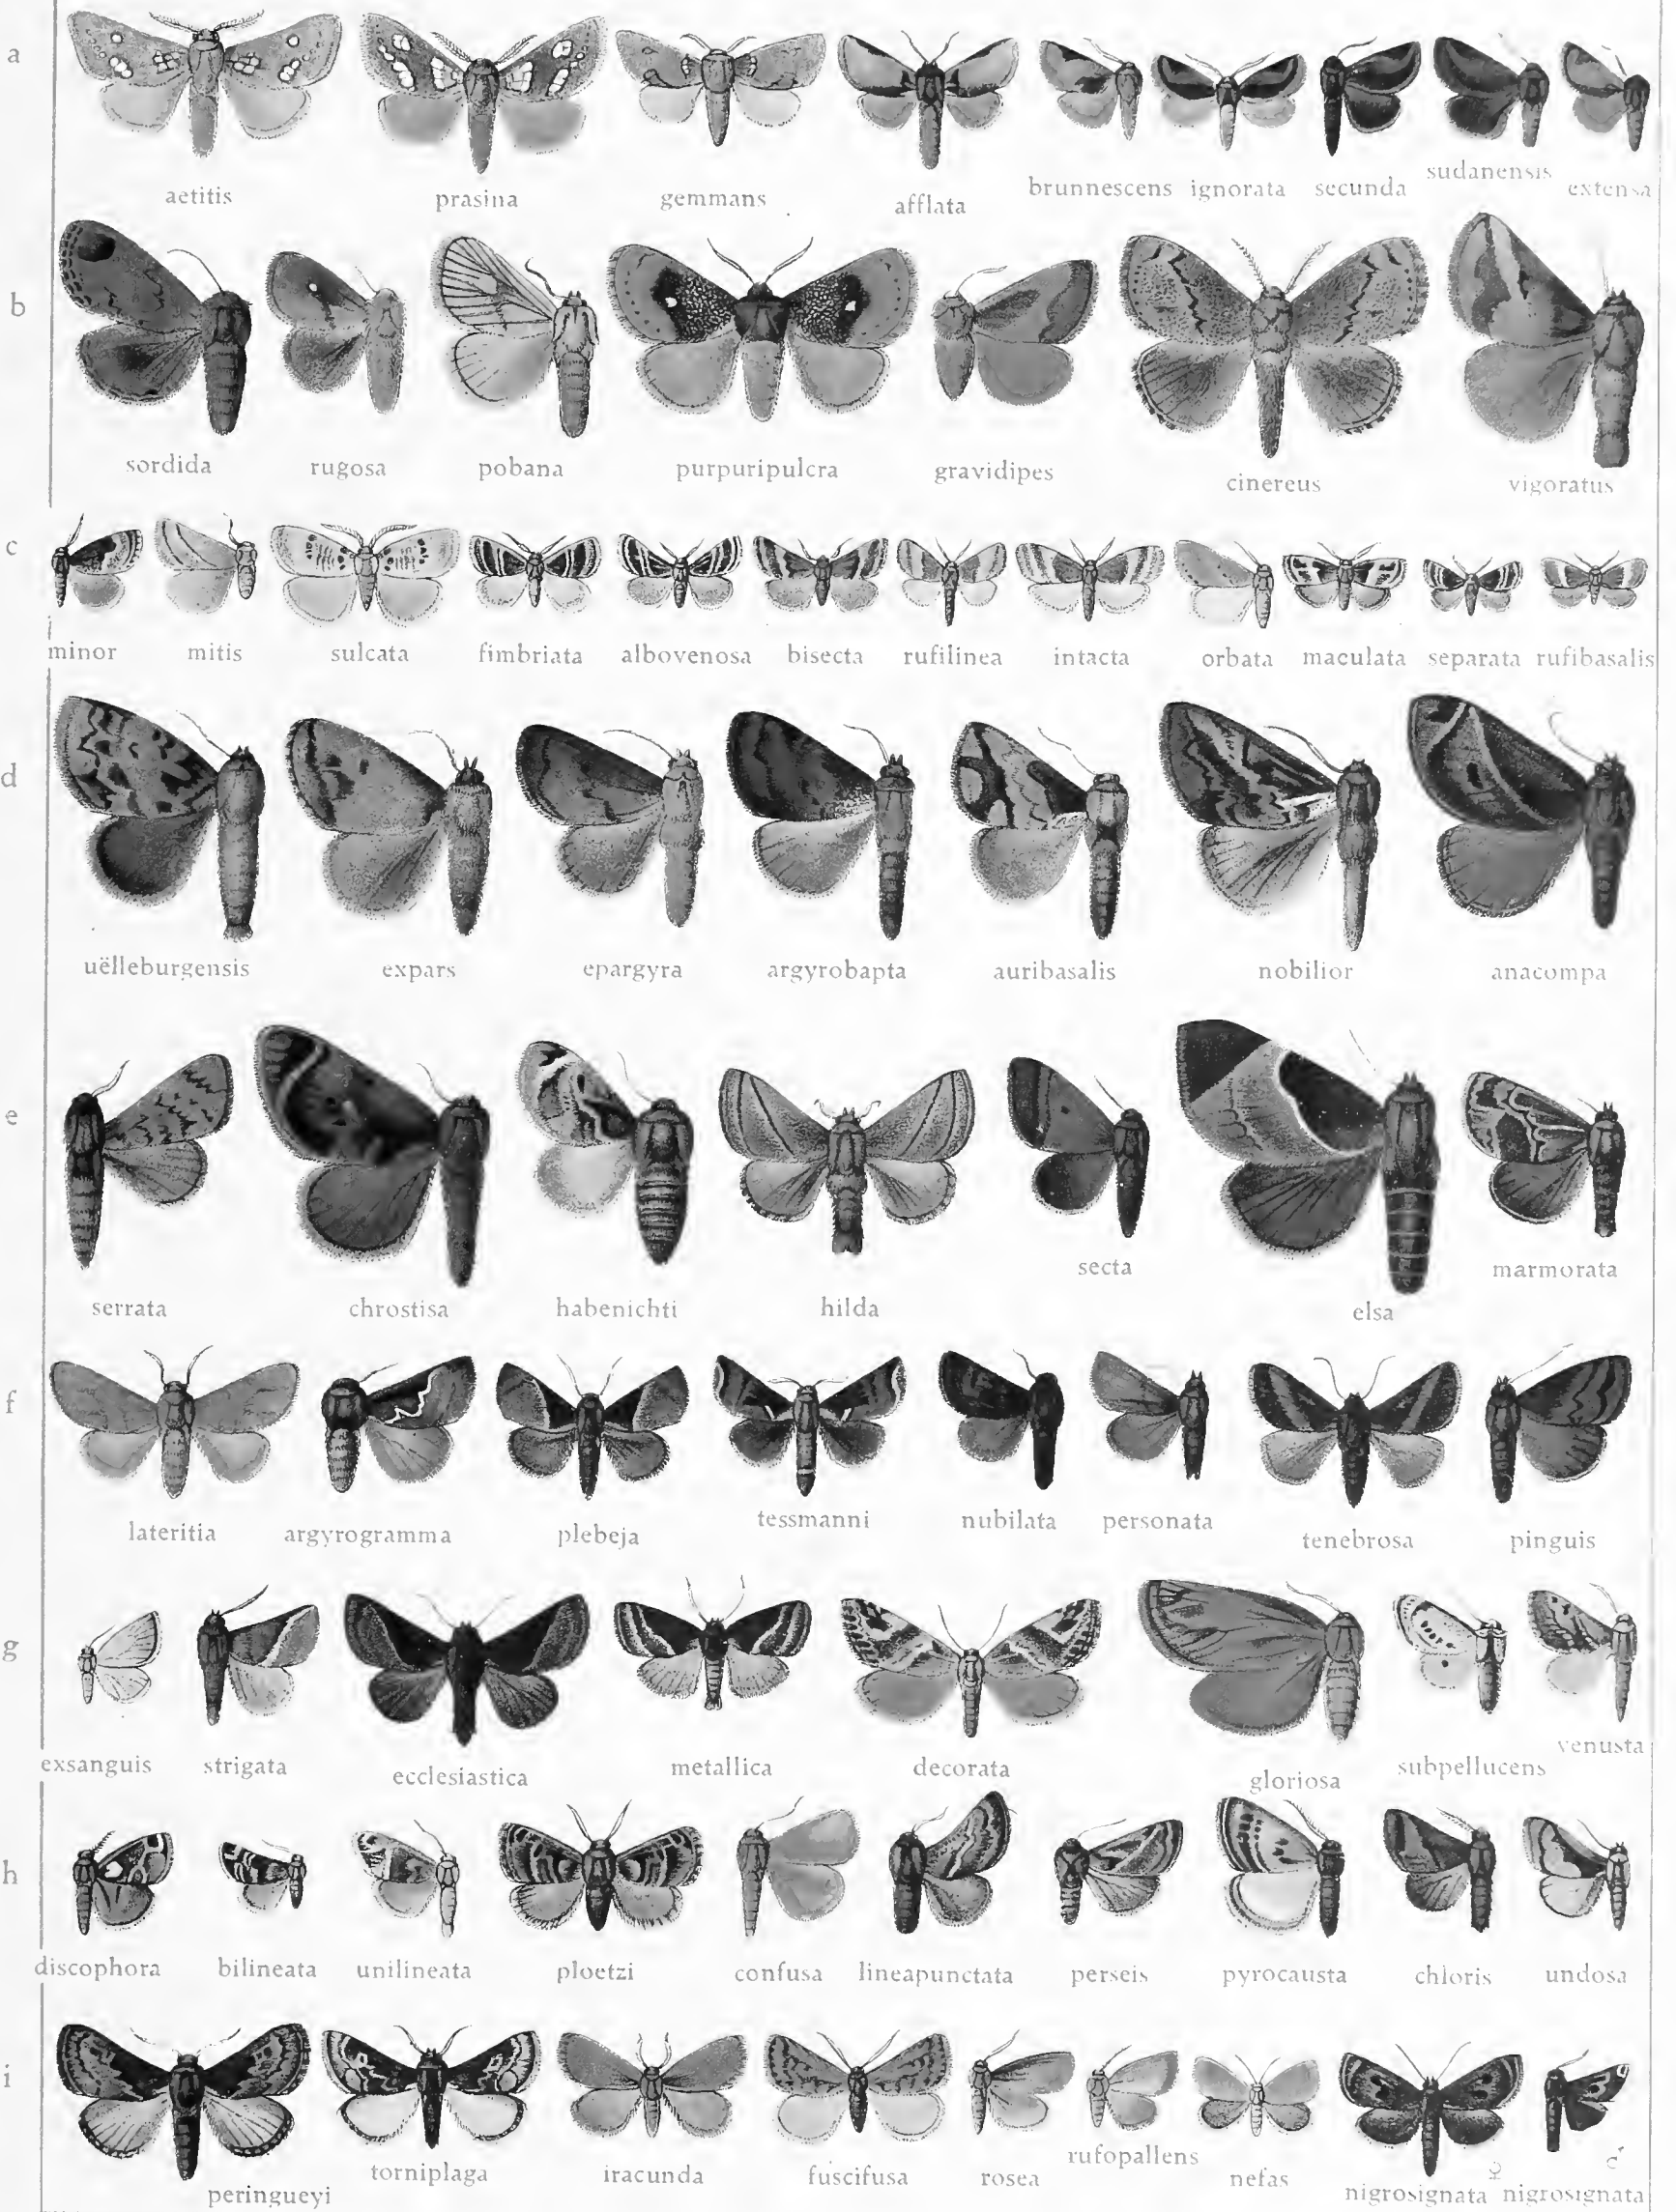 a
aetitis prasina gemmans afflata brunnescens ignorata secunda sudanensis extensa
b
sordida rugosa pobana purpuripulcra gravidipes cinereus vigoratus
c
minor mitis sulcata fimbriata albovenosa bisecta rufilinea intacta orbata maculata separata rufibasalis
d
uëlleburgensis expars epargyra argyrobapta auribasalis nobilior anacompa
e
serrata chrostisa habenichti hilda secta elsa marmorata
f
lateritia argyrogramma plebeja tessmanni nubilata personata tenebrosa pinguis
g
exsanguis strigata ecclesiastica metallica decorata gloriosa subpellucens venusta
h
discophora bilineata unilineata ploetzi confusa lineapunctata perseis pyrocausta chloris undosa
i
peringueyi torniplaga iracunda fuscifusa rosea rufopallens nefas nigrosignata ♀ nigrosignata ♂